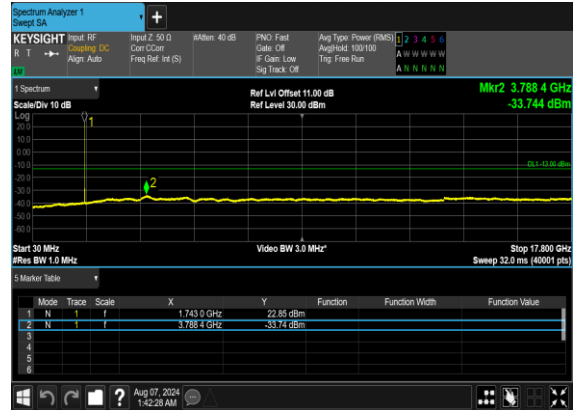 Spectrum Analyzer 1
Swept SA
+
KEYSIGHT Input: RF Input Z: 50 Ω #Atten: 40 dB PNO: Fast Avg Type: Power (RMS) 1 2 3 4 5 6
R T Coupling: DC Corr CCorr Gate: Off Avg|Hold: 100/100 A W W W W W
Align: Auto Freq Ref: Int (S) IF Gain: Low Trig: Free Run
LM Sig Track: Off A N N N N N
1 Spectrum Ref Lvl Offset 11.00 dB Mkr2 3.788 4 GHz
Scale/Div 10 dB Ref Level 30.00 dBm -33.744 dBm
Log
1
20.0
10.0
0.00
-10.0 DL1 -13.00 dBm
-20.0
2
-30.0
-40.0
-50.0
-60.0
Start 30 MHz Video BW 3.0 MHz* Stop 17.800 GHz
#Res BW 1.0 MHz Sweep 32.0 ms (40001 pts)
5 Marker Table
Mode Trace Scale X Y Function Function Width Function Value
1 N 1 f 1.743 0 GHz 22.85 dBm
2 N 1 f 3.788 4 GHz -33.74 dBm
3
4
5
6
? Aug 07, 2024
1:42:28 AM